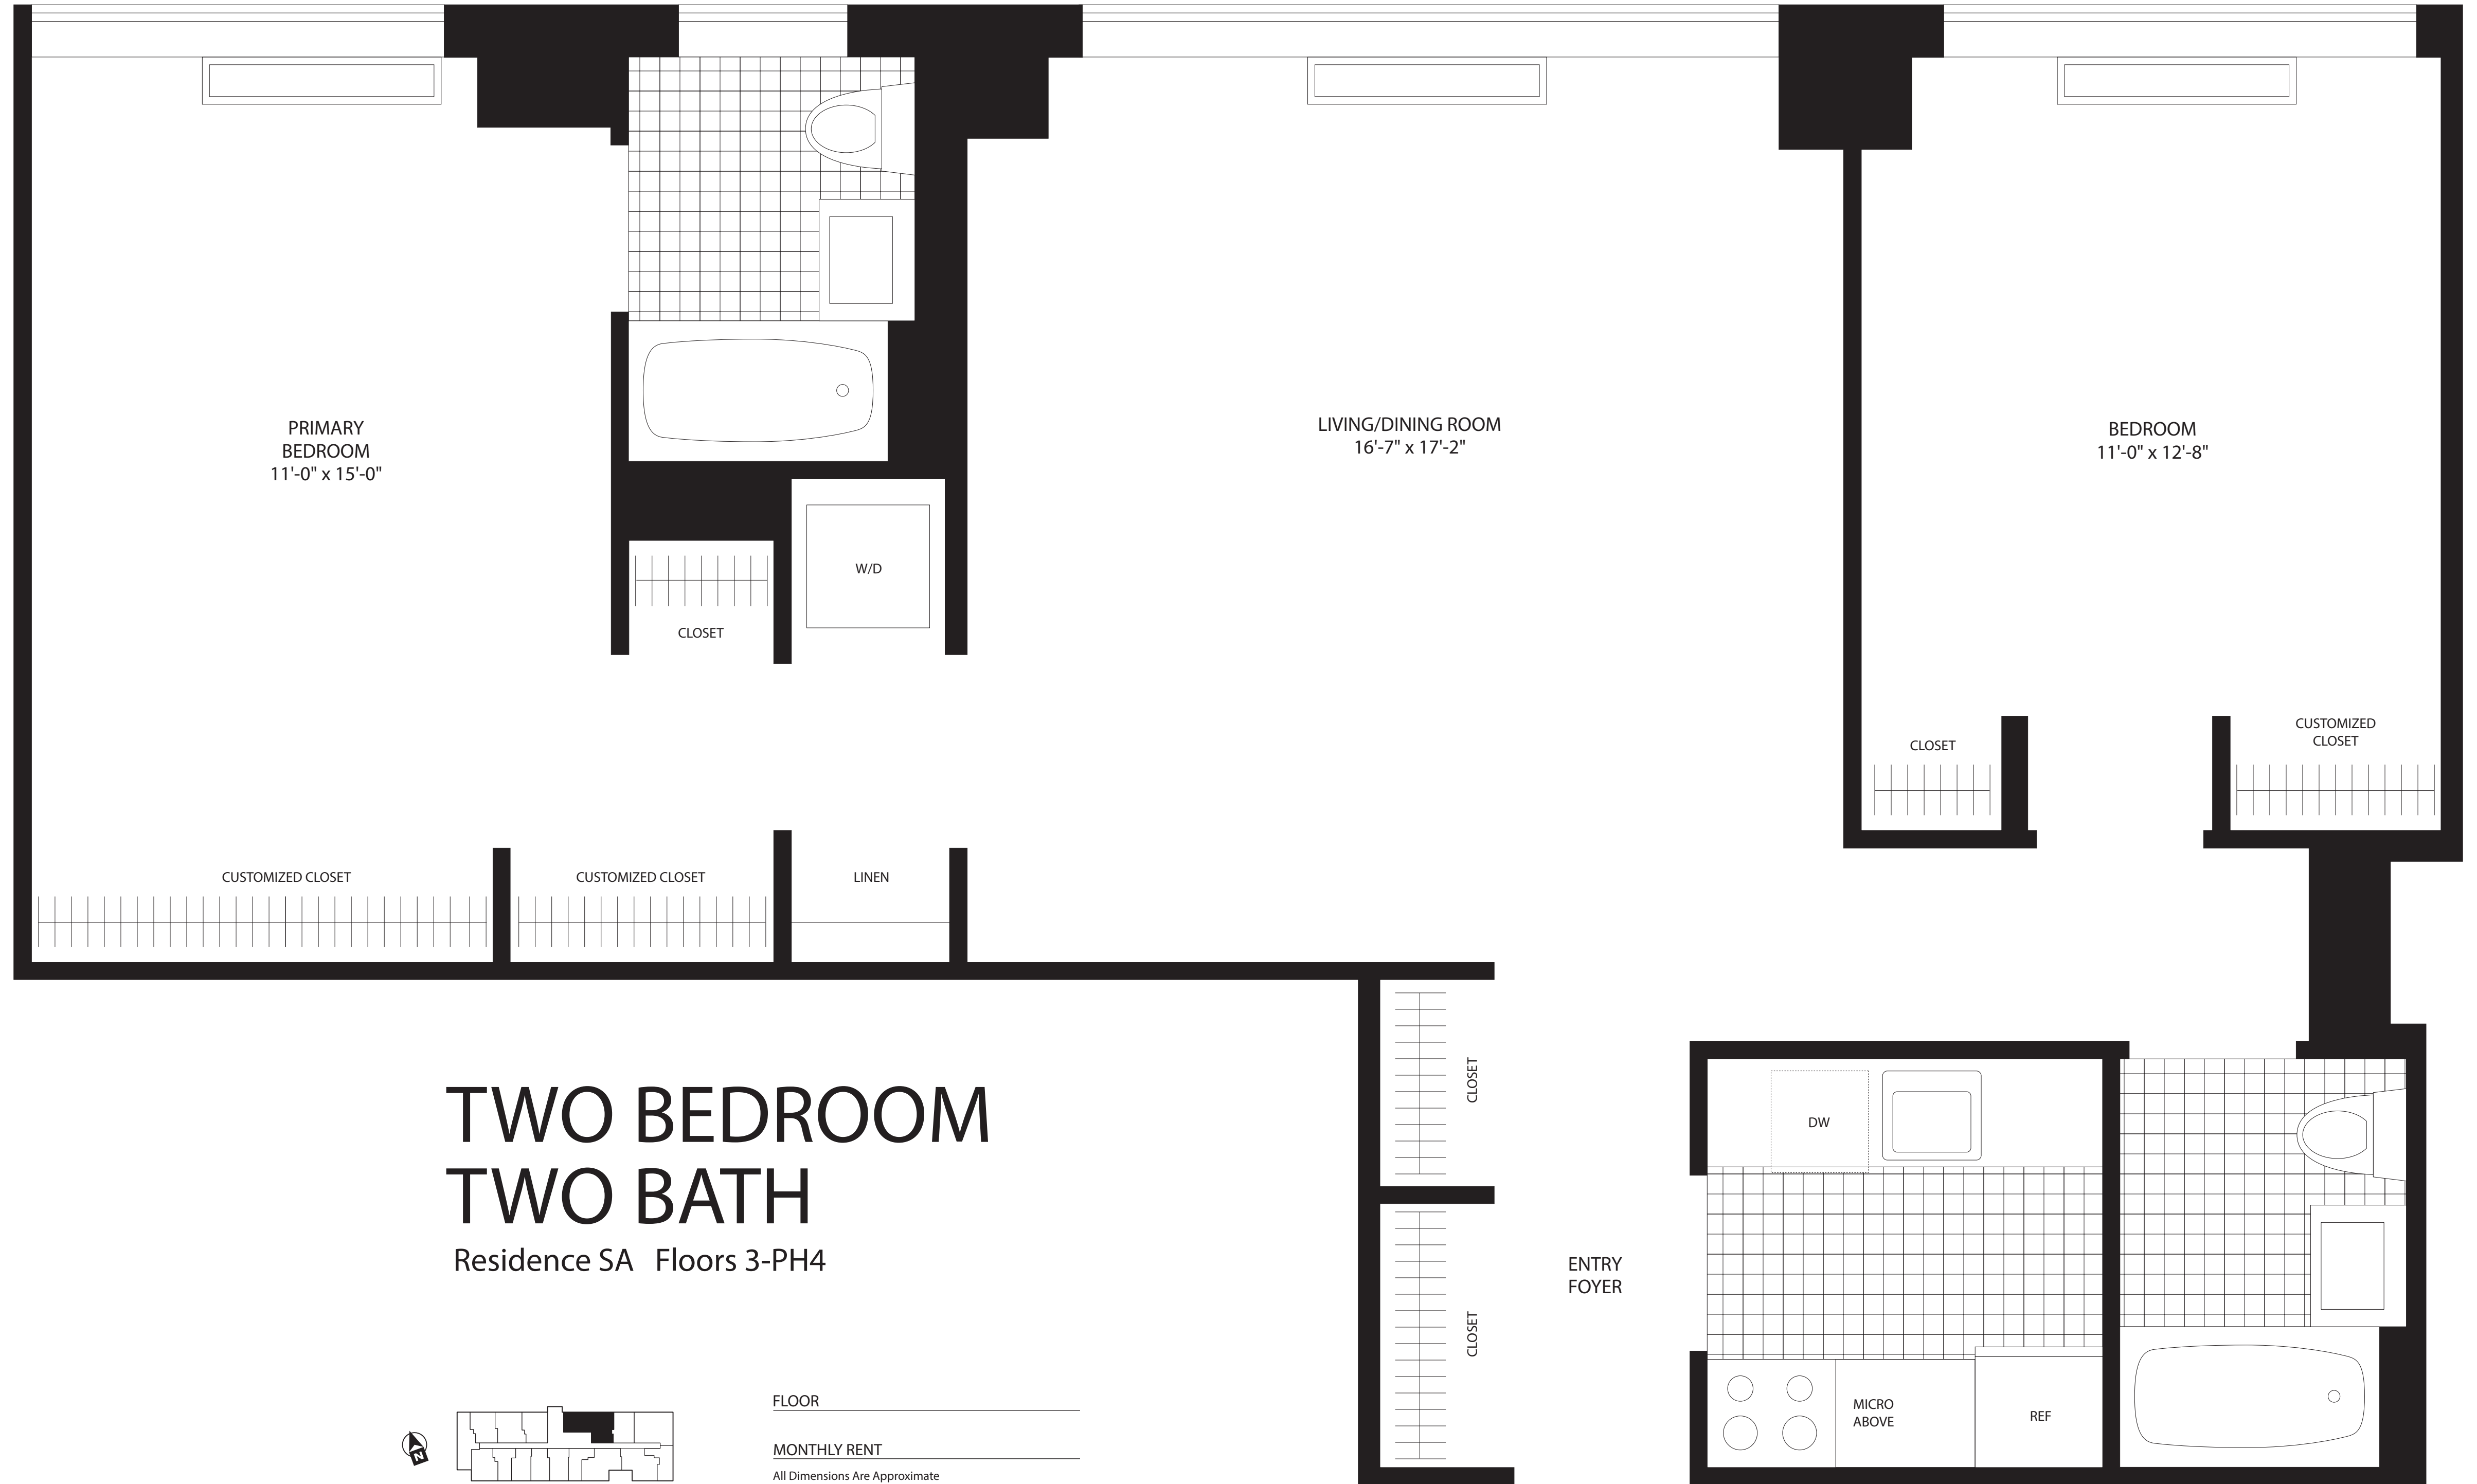 PRIMARY
BEDROOM
11'-0" x 15'-0"
LIVING/DINING ROOM
16'-7" x 17'-2"
BEDROOM
11'-0" x 12'-8"
W/D
CLOSET
CLOSET
CUSTOMIZED
CLOSET
CUSTOMIZED CLOSET
CUSTOMIZED CLOSET
LINEN
CLOSET
DW
TWO BEDROOM
TWO BATH
Residence SA Floors 3-PH4
ENTRY
FOYER
CLOSET
MICRO
ABOVE
REF
N
FLOOR
MONTHLY RENT
All Dimensions Are Approximate